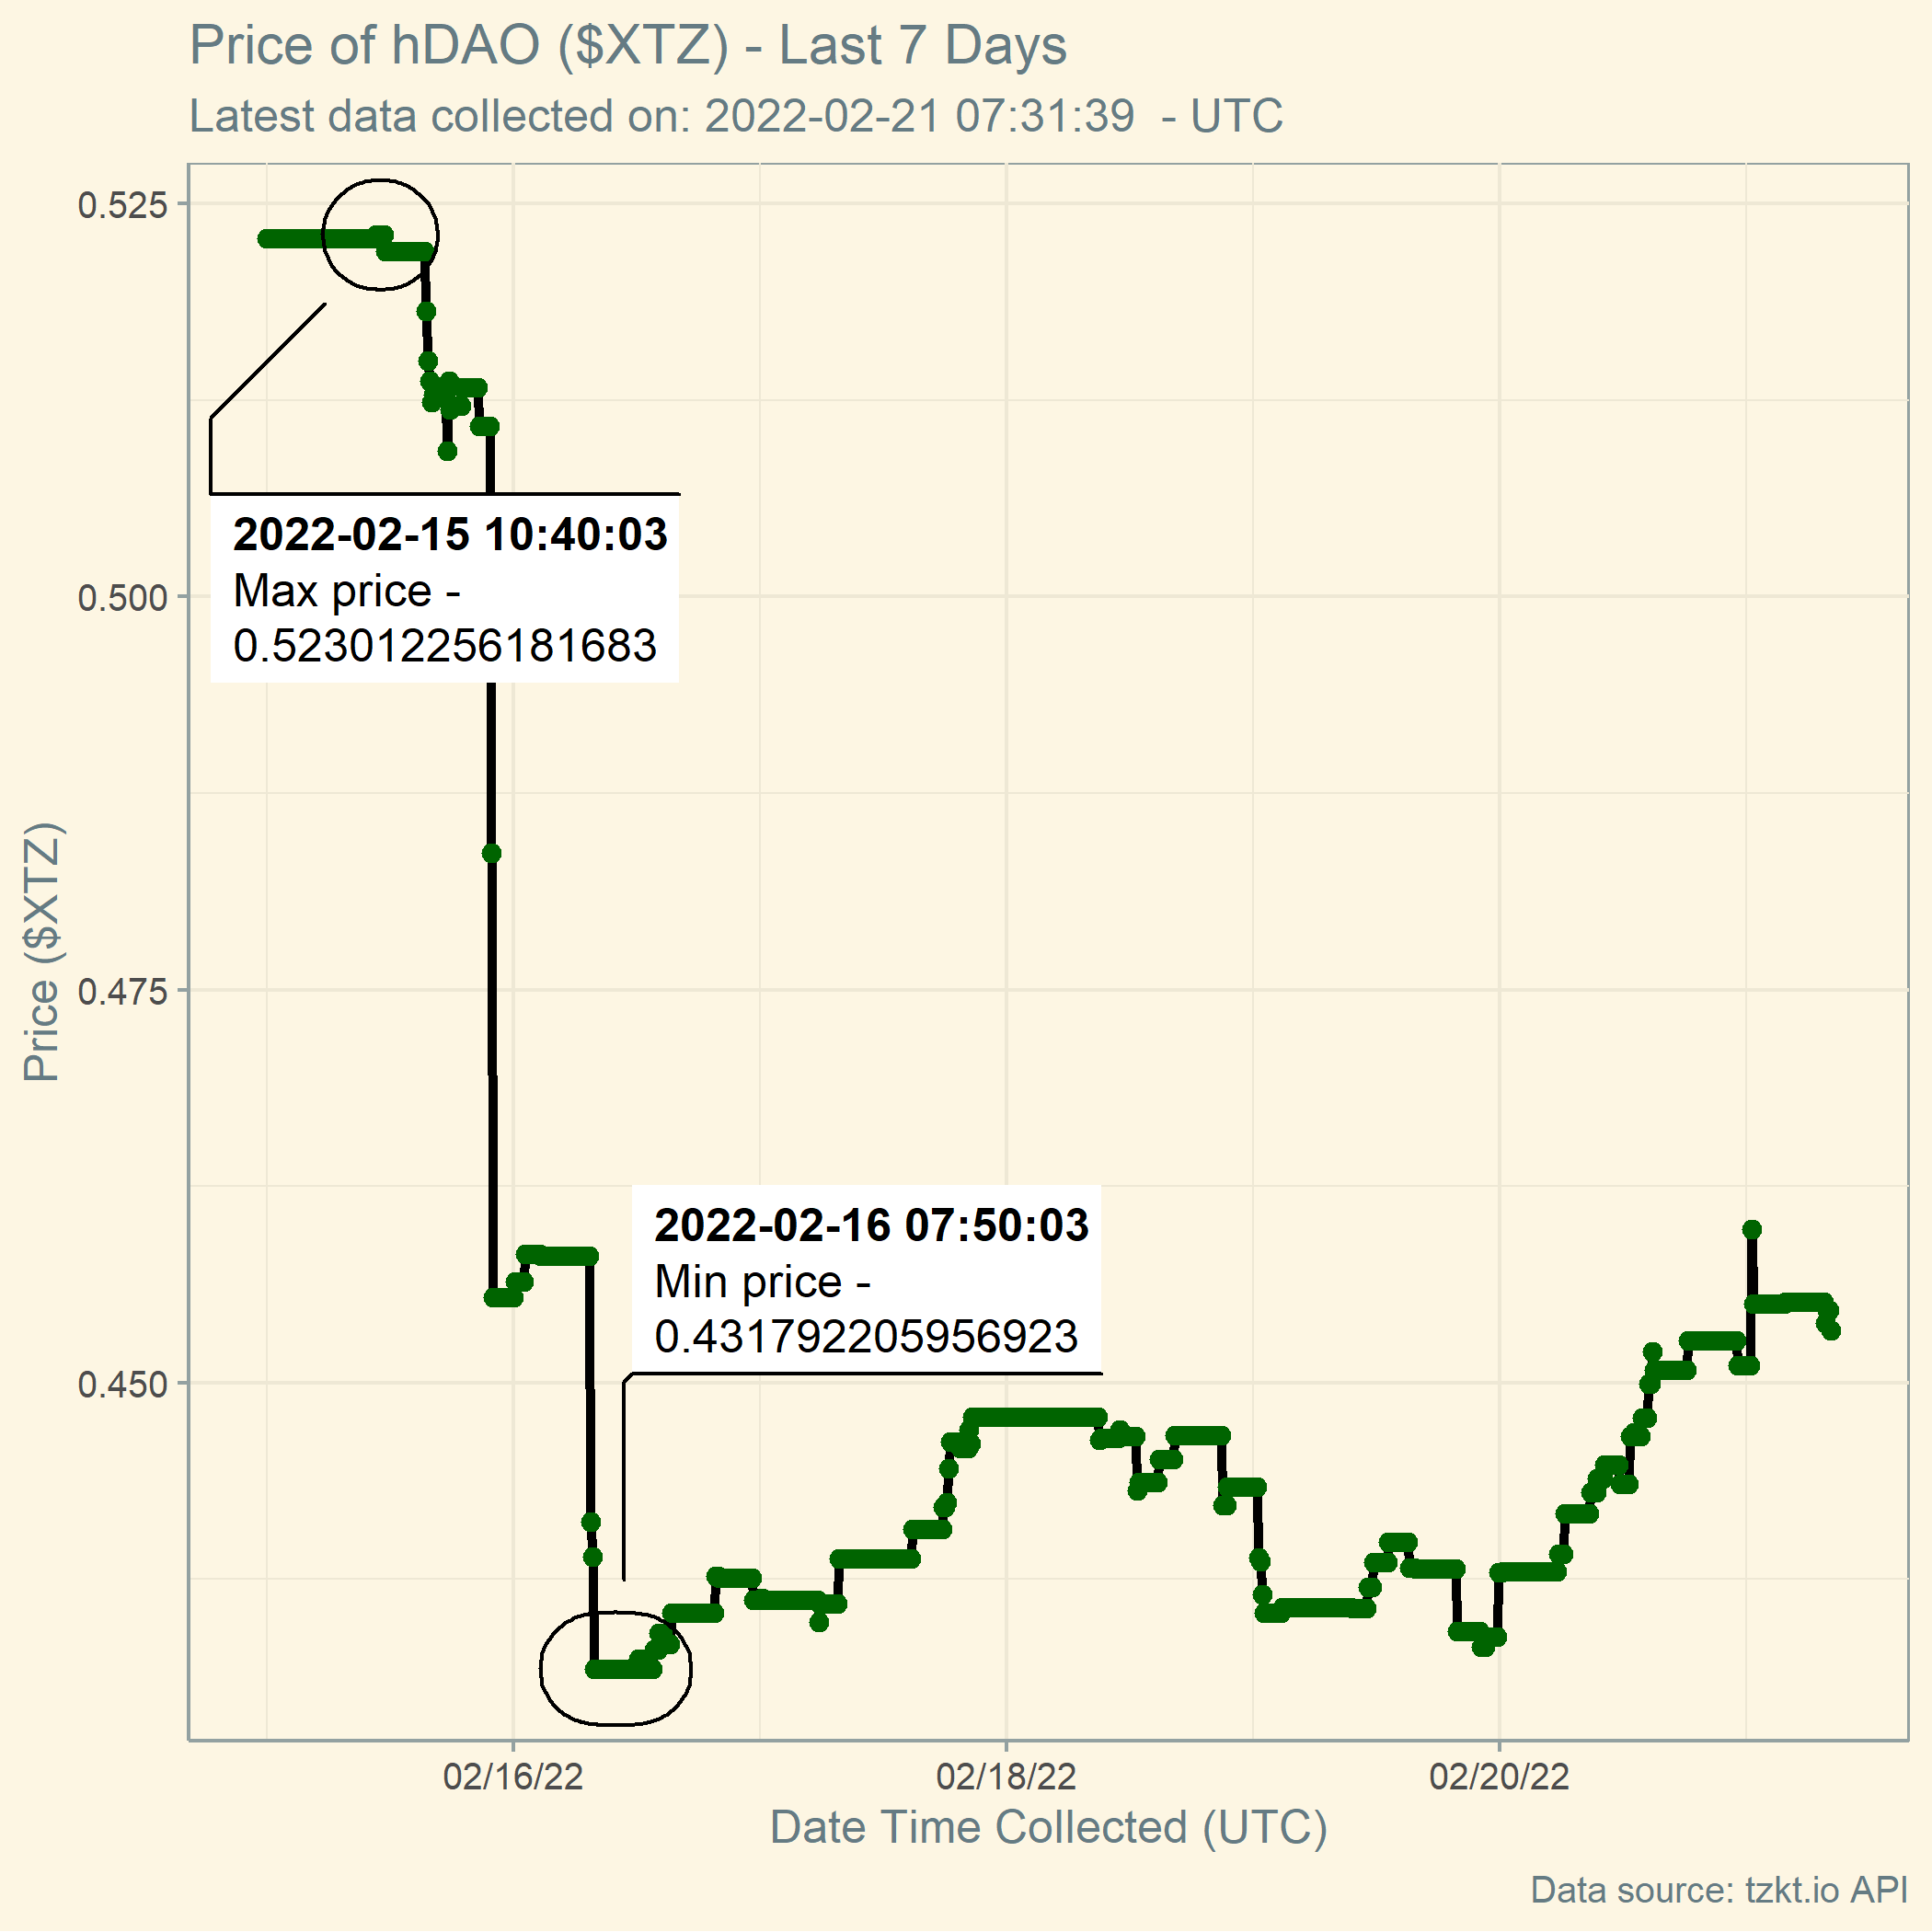 Price of hDAO ($XTZ) - Last 7 Days
Latest data collected on: 2022-02-21 07:31:39  - UTC
0.525
0.500
0.475
0.450
Price ($XTZ)
2022-02-15 10:40:03
Max price -
0.523012256181683
2022-02-16 07:50:03
Min price -
0.431792205956923
02/16/22
02/18/22
02/20/22
Date Time Collected (UTC)
Data source: tzkt.io API